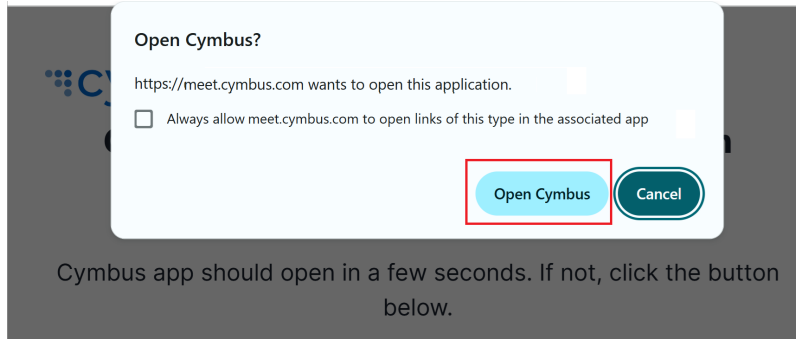 Open Cymbus?
https://meet.cymbus.com wants to open this application.
Always allow meet.cymbus.com to open links of this type in the associated app
Open Cymbus
Cancel
Cymbus app should open in a few seconds. If not, click the button
below.